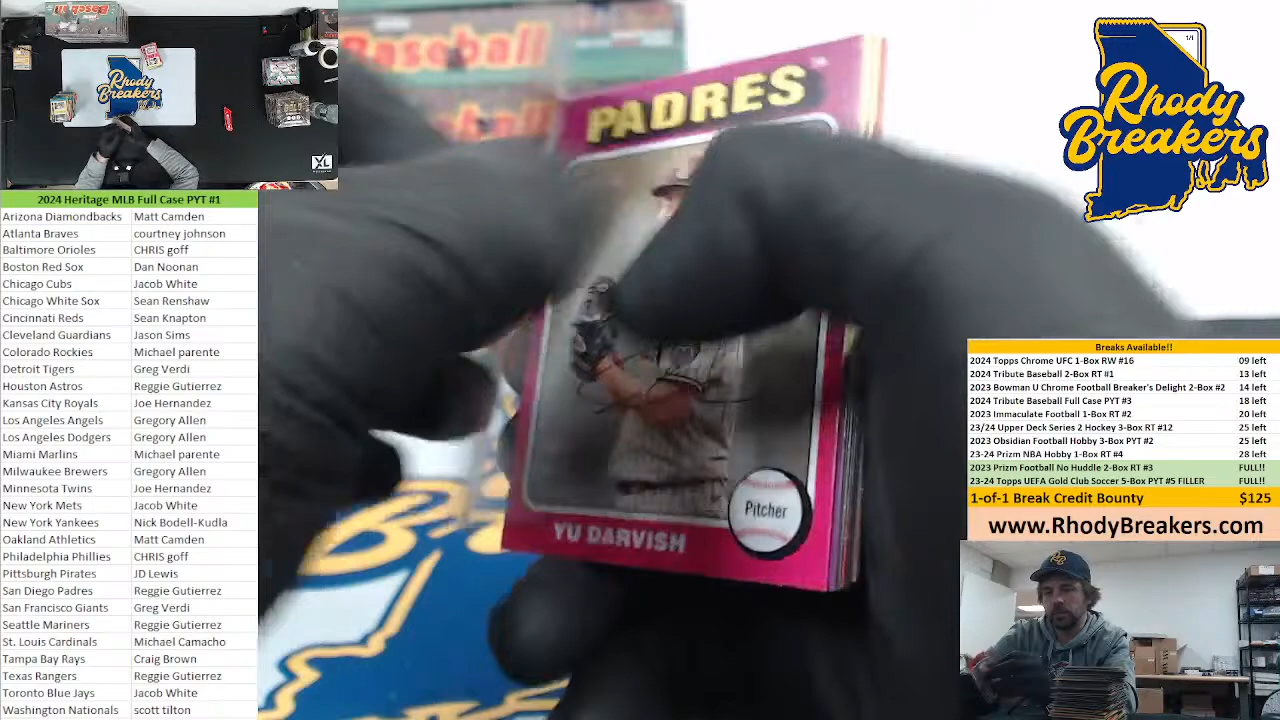 Baseball
Rhody
Breakers
XL
2024 Heritage MLB Full Case PYT #1
Arizona Diamondbacks Matt Camden
Atlanta Braves courtney johnson
Baltimore Orioles CHRIS goff
Boston Red Sox Dan Noonan
Chicago Cubs Jacob White
Chicago White Sox Sean Renshaw
Cincinnati Reds Sean Knapton
Cleveland Guardians Jason Sims
Colorado Rockies Michael parente
Detroit Tigers Greg Verdi
Houston Astros Reggie Gutierrez
Kansas City Royals Joe Hernandez
Los Angeles Angels Gregory Allen
Los Angeles Dodgers Gregory Allen
Miami Marlins Michael parente
Milwaukee Brewers Gregory Allen
Minnesota Twins Joe Hernandez
New York Mets Jacob White
New York Yankees Nick Bodell-Kudla
Oakland Athletics Matt Camden
Philadelphia Phillies CHRIS goff
Pittsburgh Pirates JD Lewis
San Diego Padres Reggie Gutierrez
San Francisco Giants Greg Verdi
Seattle Mariners Reggie Gutierrez
St. Louis Cardinals Michael Camacho
Tampa Bay Rays Craig Brown
Texas Rangers Reggie Gutierrez
Toronto Blue Jays Jacob White
Washington Nationals scott tilton
Baseball
PADRES
Pitcher
YU DARVISH
1/1
Rhody
Breakers
Breaks Available!!
2024 Topps Chrome UFC 1-Box RW #16 09 left
2024 Tribute Baseball 2-Box RT #1 13 left
2023 Bowman U Chrome Football Breaker's Delight 2-Box #2 14 left
2024 Tribute Baseball Full Case PYT #3 18 left
2023 Immaculate Football 1-Box RT #2 20 left
23/24 Upper Deck Series 2 Hockey 3-Box RT #12 25 left
2023 Obsidian Football Hobby 3-Box PYT #2 25 left
23-24 Prizm NBA Hobby 1-Box RT #4 28 left
2023 Prizm Football No Huddle 2-Box RT #3 FULL!!
23-24 Topps UEFA Gold Club Soccer 5-Box PYT #5 FILLER FULL!!
1-of-1 Break Credit Bounty $125
www.RhodyBreakers.com